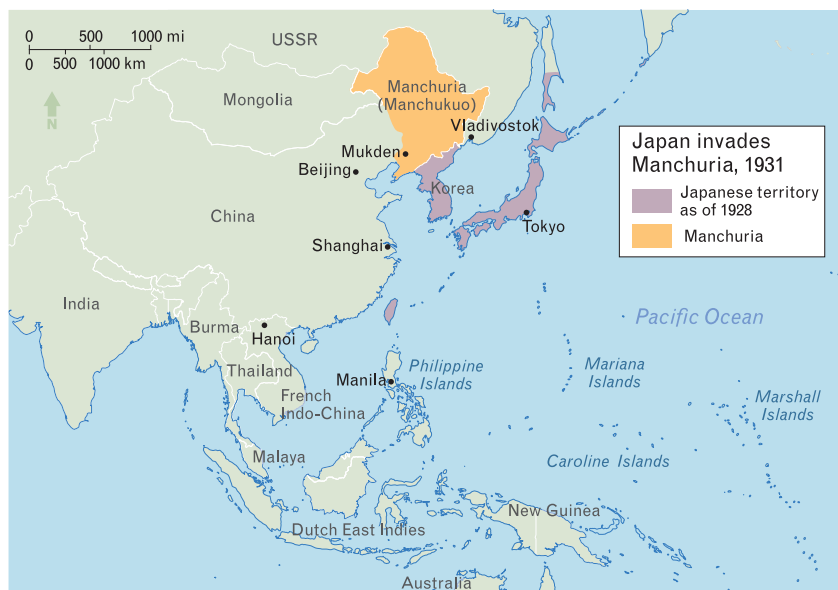 0 500 1000 mi
0 500 1000 km
N
USSR
Mongolia
Manchuria
(Manchukuo)
Vladivostok
Mukden
Beijing
Korea
China
Tokyo
Shanghai
India
Burma
Hanoi
Thailand
French
Indo-China
Manila
Philippine
Islands
Malaya
Dutch East Indies
New Guinea
Australia
Pacific Ocean
Mariana
Islands
Marshall
Islands
Caroline Islands
Japan invades
Manchuria, 1931
Japanese territory
as of 1928
Manchuria